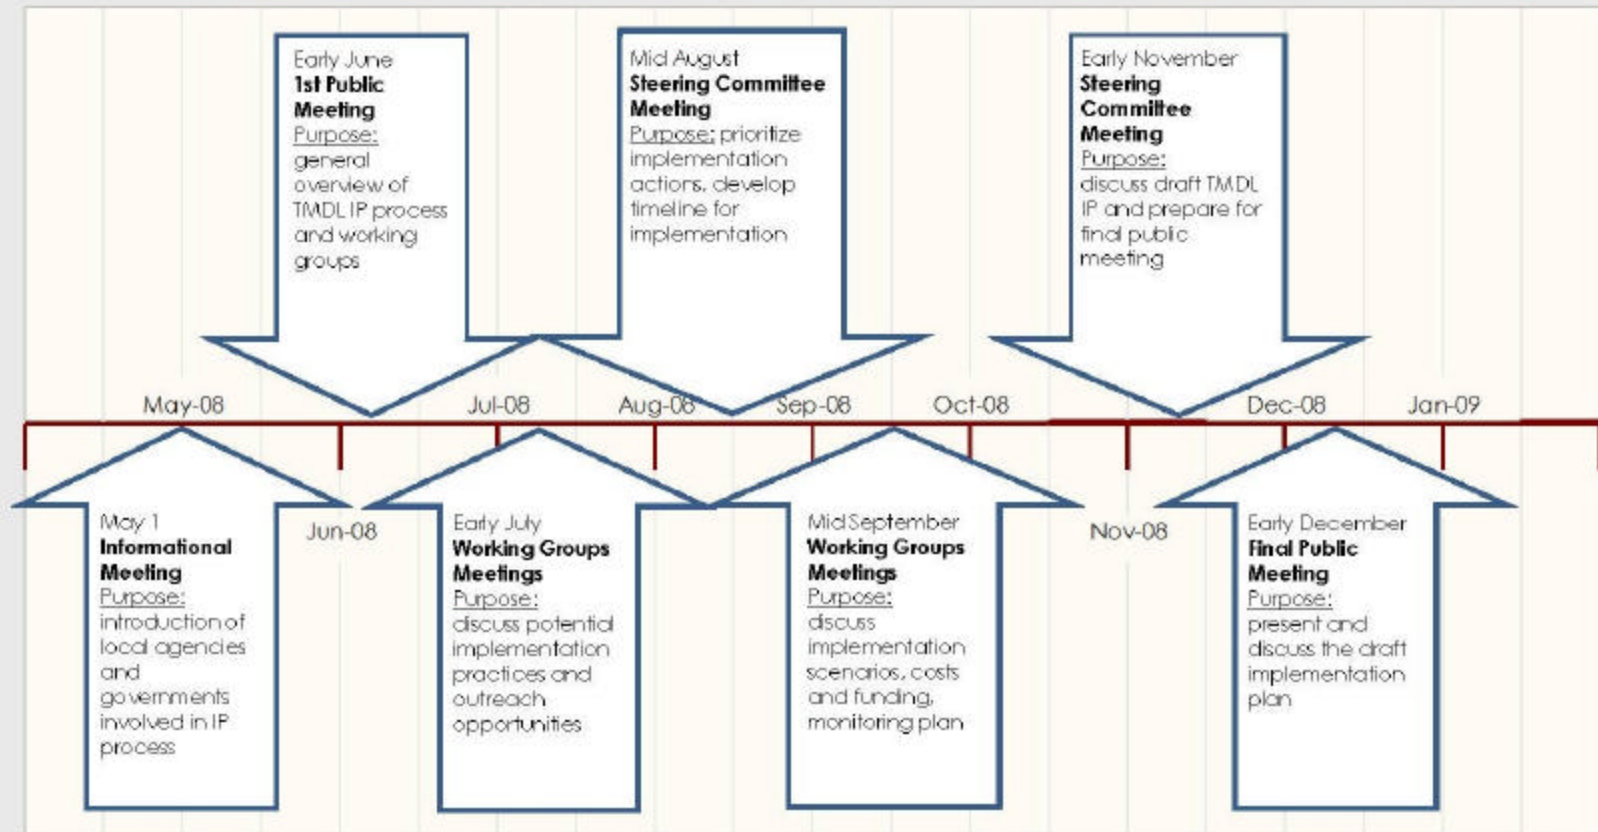 Early June
1st Public
Meeting
Purpose:
general
overview of
TMDL IP process
and working
groups
Mid August
Steering Committee
Meeting
Purpose: prioritize
implementation
actions, develop
timeline for
implementation
Early November
Steering
Committee
Meeting
Purpose:
discuss draft TMDL
IP and prepare for
final public
meeting
May-08
Jul-08
Aug-08
Sep-08
Oct-08
Dec-08
Jan-09
Jun-08
Nov-08
May 1
Informational
Meeting
Purpose:
introduction of
local agencies
and
governments
involved in IP
process
Early July
Working Groups
Meetings
Purpose:
discuss potential
implementation
practices and
outreach
opportunities
Mid September
Working Groups
Meetings
Purpose:
discuss
implementation
scenarios, costs
and funding,
monitoring plan
Early December
Final Public
Meeting
Purpose:
present and
discuss the draft
implementation
plan